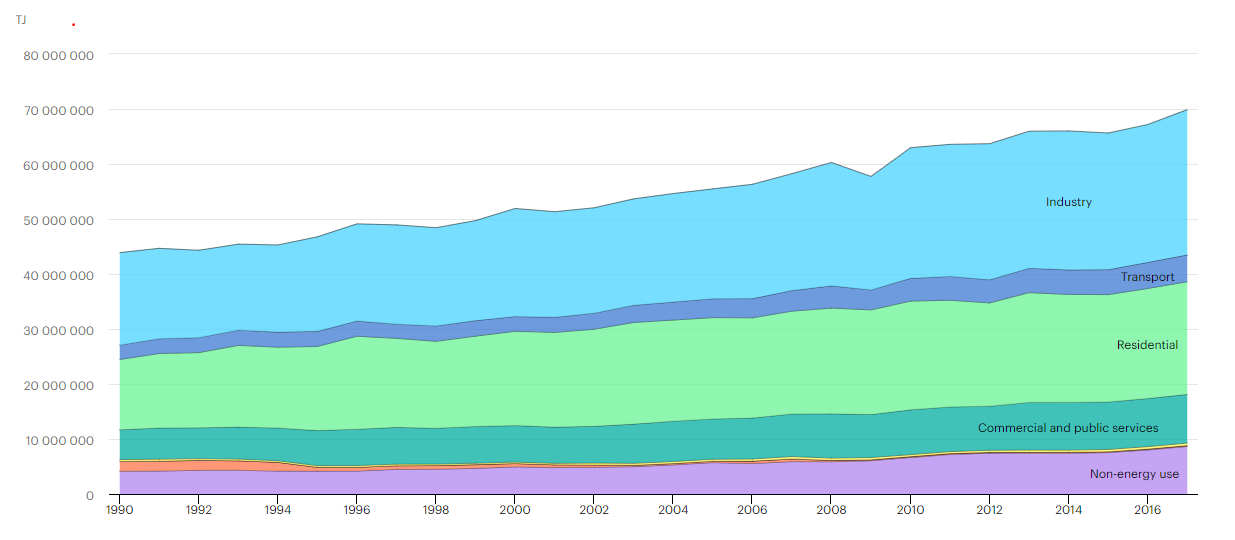 TJ
80 000 000
70 000 000
60 000 000
50 000 000
40 000 000
30 000 000
20 000 000
10 000 000
0
Industry
Transport
Residential
Commercial and public services
Non-energy use
1990 1992 1994 1996 1998 2000 2002 2004 2006 2008 2010 2012 2014 2016